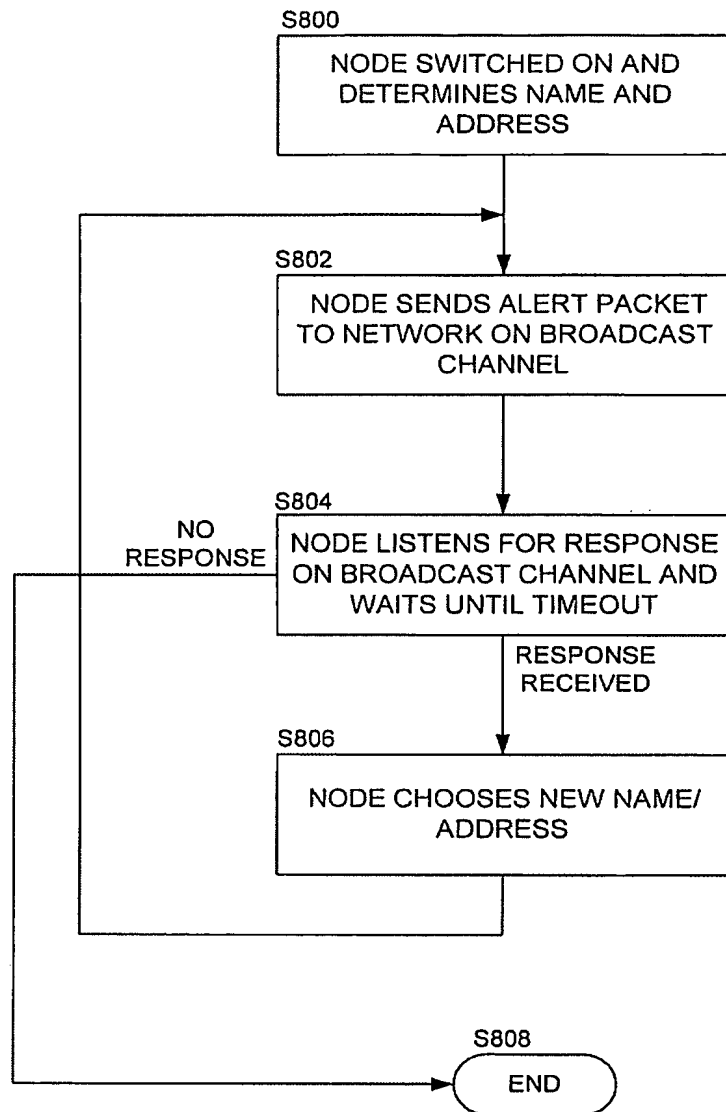 S800
NODE SWITCHED ON AND
DETERMINES NAME AND
ADDRESS
S802
NODE SENDS ALERT PACKET
TO NETWORK ON BROADCAST
CHANNEL
S804
NO
RESPONSE
NODE LISTENS FOR RESPONSE
ON BROADCAST CHANNEL AND
WAITS UNTIL TIMEOUT
RESPONSE
RECEIVED
S806
NODE CHOOSES NEW NAME/
ADDRESS
S808
END